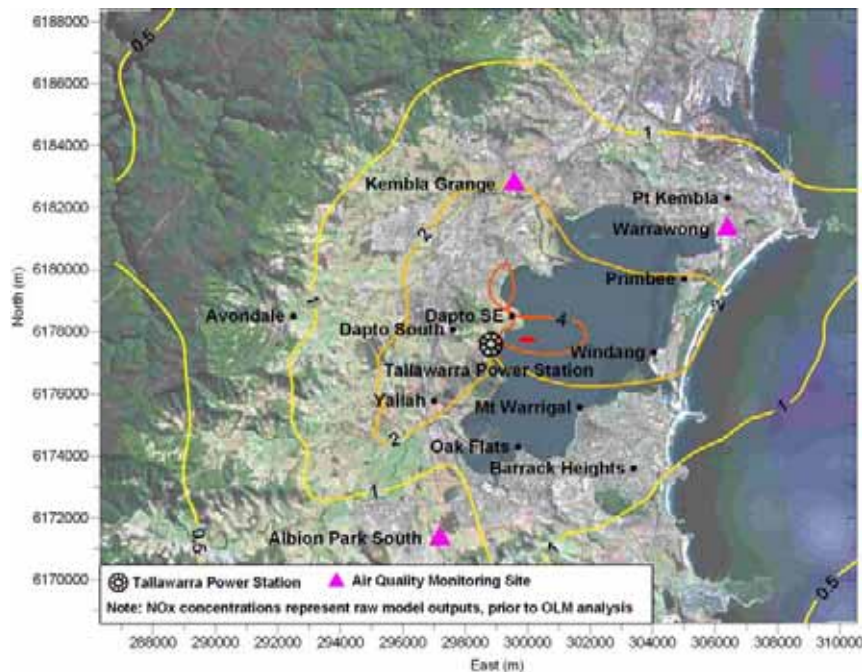 6188000
0.5
6186000
1
6184000
Kembla Grange
Pt Kembla
6182000
Warrawong
2
6180000
Primbee
1
2
North (m)
Avondale
Dapto SE
4
6178000
Dapto South
Windang
Tallawarra Power Station
6176000
Yallah
Mt Warrigal
1
2
Oak Flats
6174000
Barrack Heights
1
6172000
Albion Park South
0.5
1
6170000
Tallawarra Power Station
Air Quality Monitoring Site
0.5
Note: NOx concentrations represent raw model outputs, prior to OLM analysis
288000 290000 292000 294000 296000 298000 300000 302000 304000 306000 308000 310000
East (m)